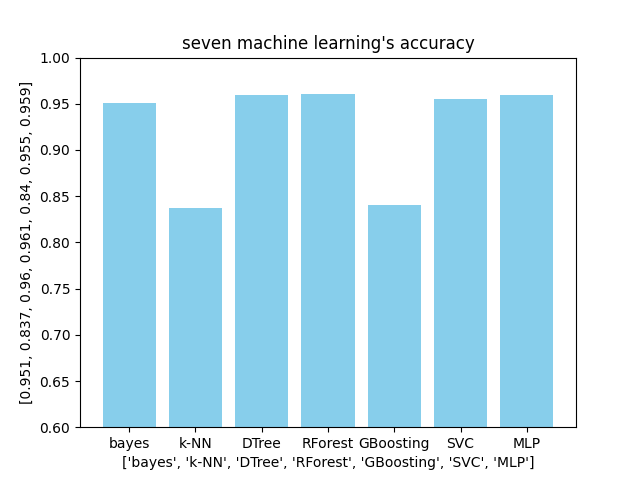 seven machine learning's accuracy
1.00
0.95
0.90
0.85
0.80
0.75
0.70
0.65
0.60
[0.951, 0.837, 0.96, 0.961, 0.84, 0.955, 0.959]
bayes k-NN DTree RForest GBoosting SVC MLP
['bayes', 'k-NN', 'DTree', 'RForest', 'GBoosting', 'SVC', 'MLP']